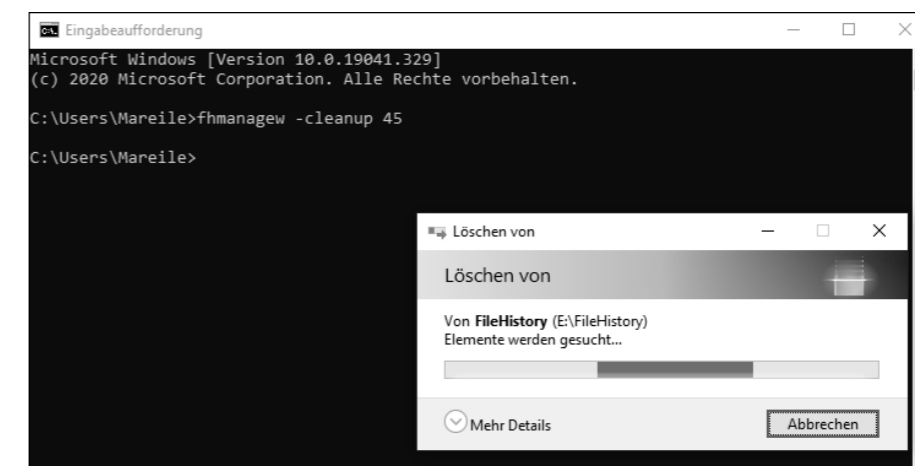 Eingabeaufforderung
Microsoft Windows [Version 10.0.19041.329]
(c) 2020 Microsoft Corporation. Alle Rechte vorbehalten.
C:\Users\Mareile>fhmanagew -cleanup 45
C:\Users\Mareile>
Löschen von
Löschen von
Von FileHistory (E:\FileHistory)
Elemente werden gesucht...
Mehr Details
Abbrechen